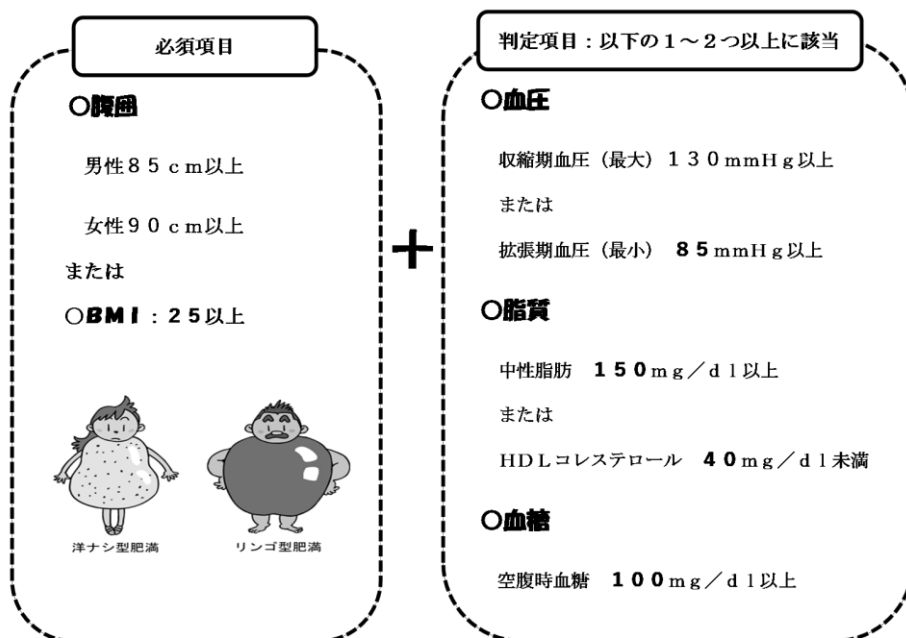 必須項目
○腹囲
男性85cm以上
女性90cm以上
または
○BMI:25以上
洋ナシ型肥満
リンゴ型肥満
+
判定項目:以下の1～2つ以上に該当
○血圧
収縮期血圧(最大)130mmHg以上
または
拡張期血圧(最小) 85mmHg以上
○脂質
中性脂肪 150mg/dl以上
または
HDLコレステロール 40mg/dl未満
○血糖
空腹時血糖 100mg/dl以上